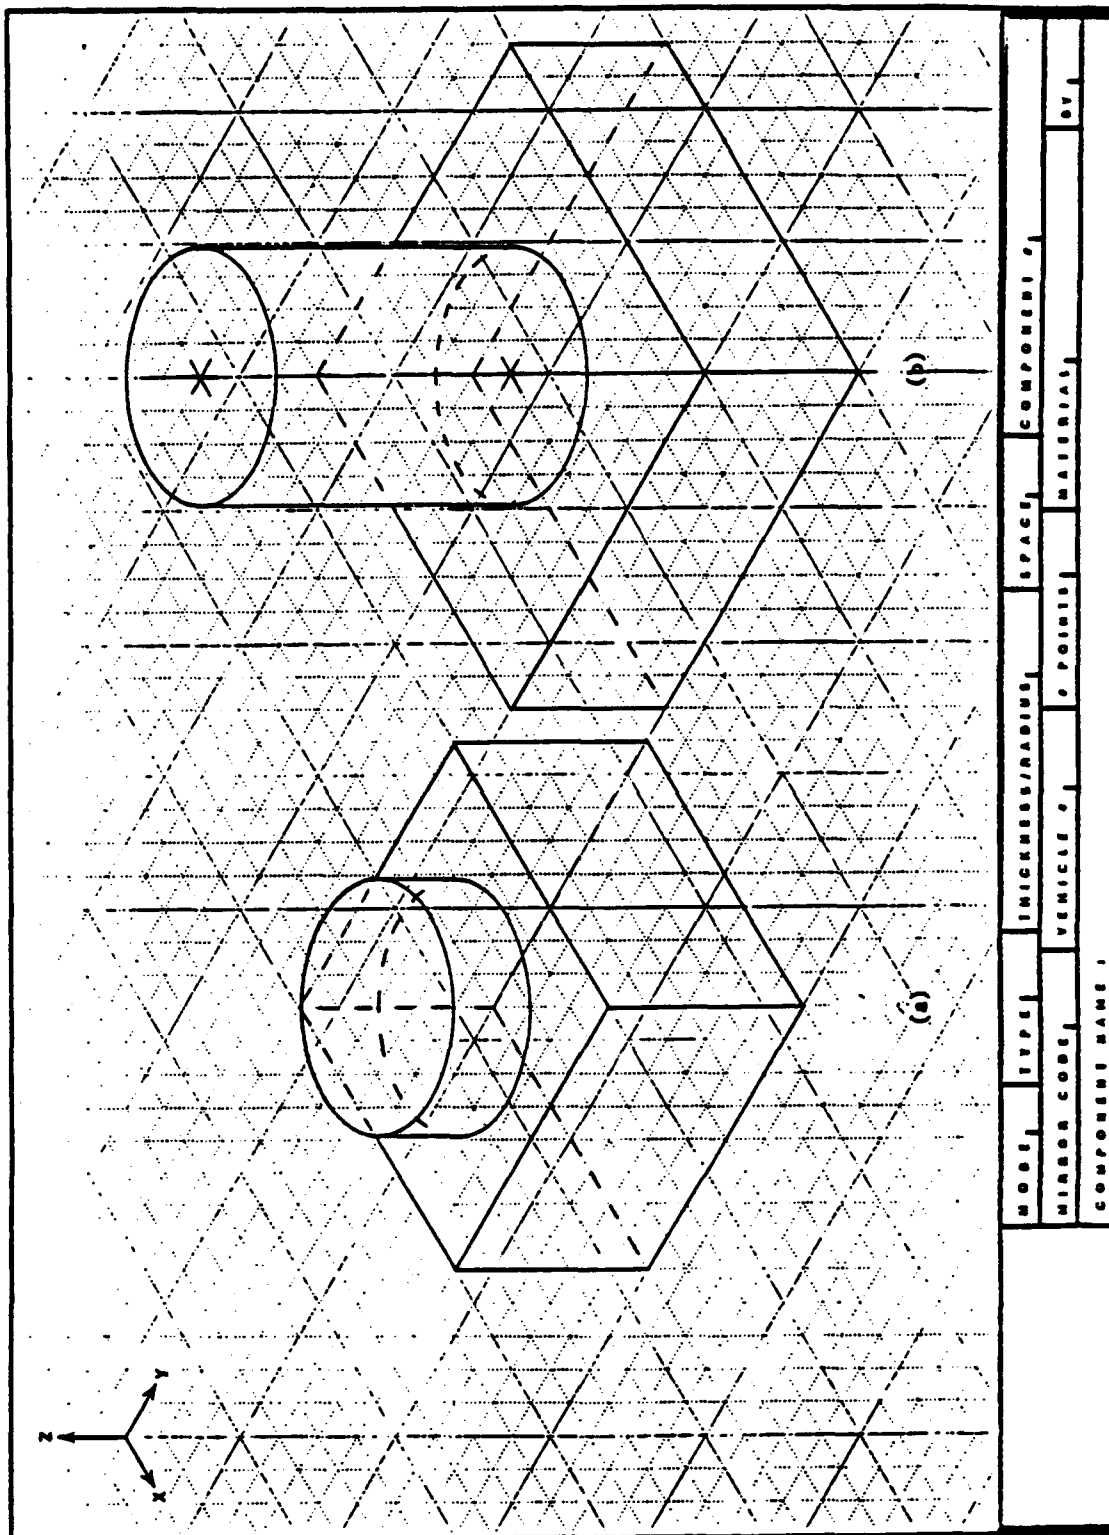 Z
X Y
(a) (b)
MODE TYPE THICKNESS/RADIUS SPACE COMPONENT #
MIRROR CODE VEHICLE # # POINTS MATERIAL BY
COMPONENT NAME :